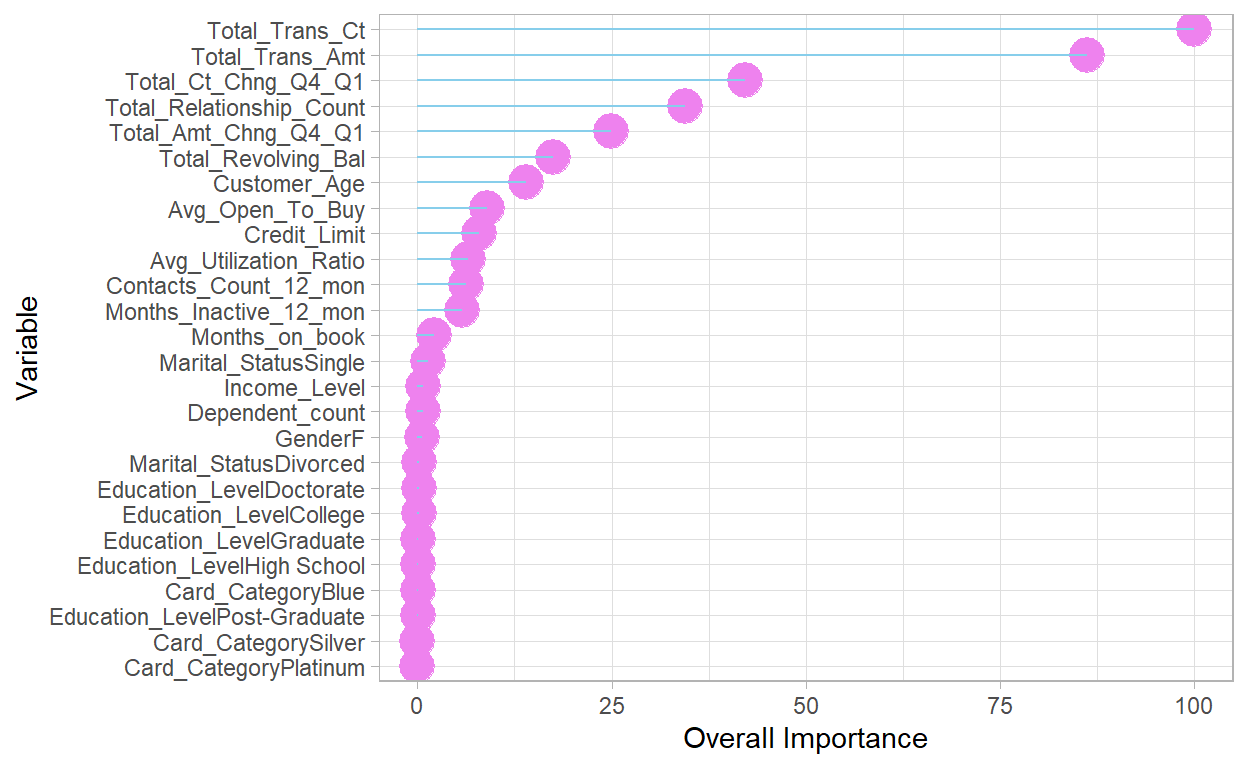 Total_Trans_Ct
Total_Trans_Amt
Total_Ct_Chng_Q4_Q1
Total_Relationship_Count
Total_Amt_Chng_Q4_Q1
Total_Revolving_Bal
Customer_Age
Avg_Open_To_Buy
Credit_Limit
Avg_Utilization_Ratio
Contacts_Count_12_mon
Months_Inactive_12_mon
Months_on_book
Marital_StatusSingle
Income_Level
Dependent_count
GenderF
Marital_StatusDivorced
Education_LevelDoctorate
Education_LevelCollege
Education_LevelGraduate
Education_LevelHigh School
Card_CategoryBlue
Education_LevelPost-Graduate
Card_CategorySilver
Card_CategoryPlatinum
Variable
0 25 50 75 100
Overall Importance